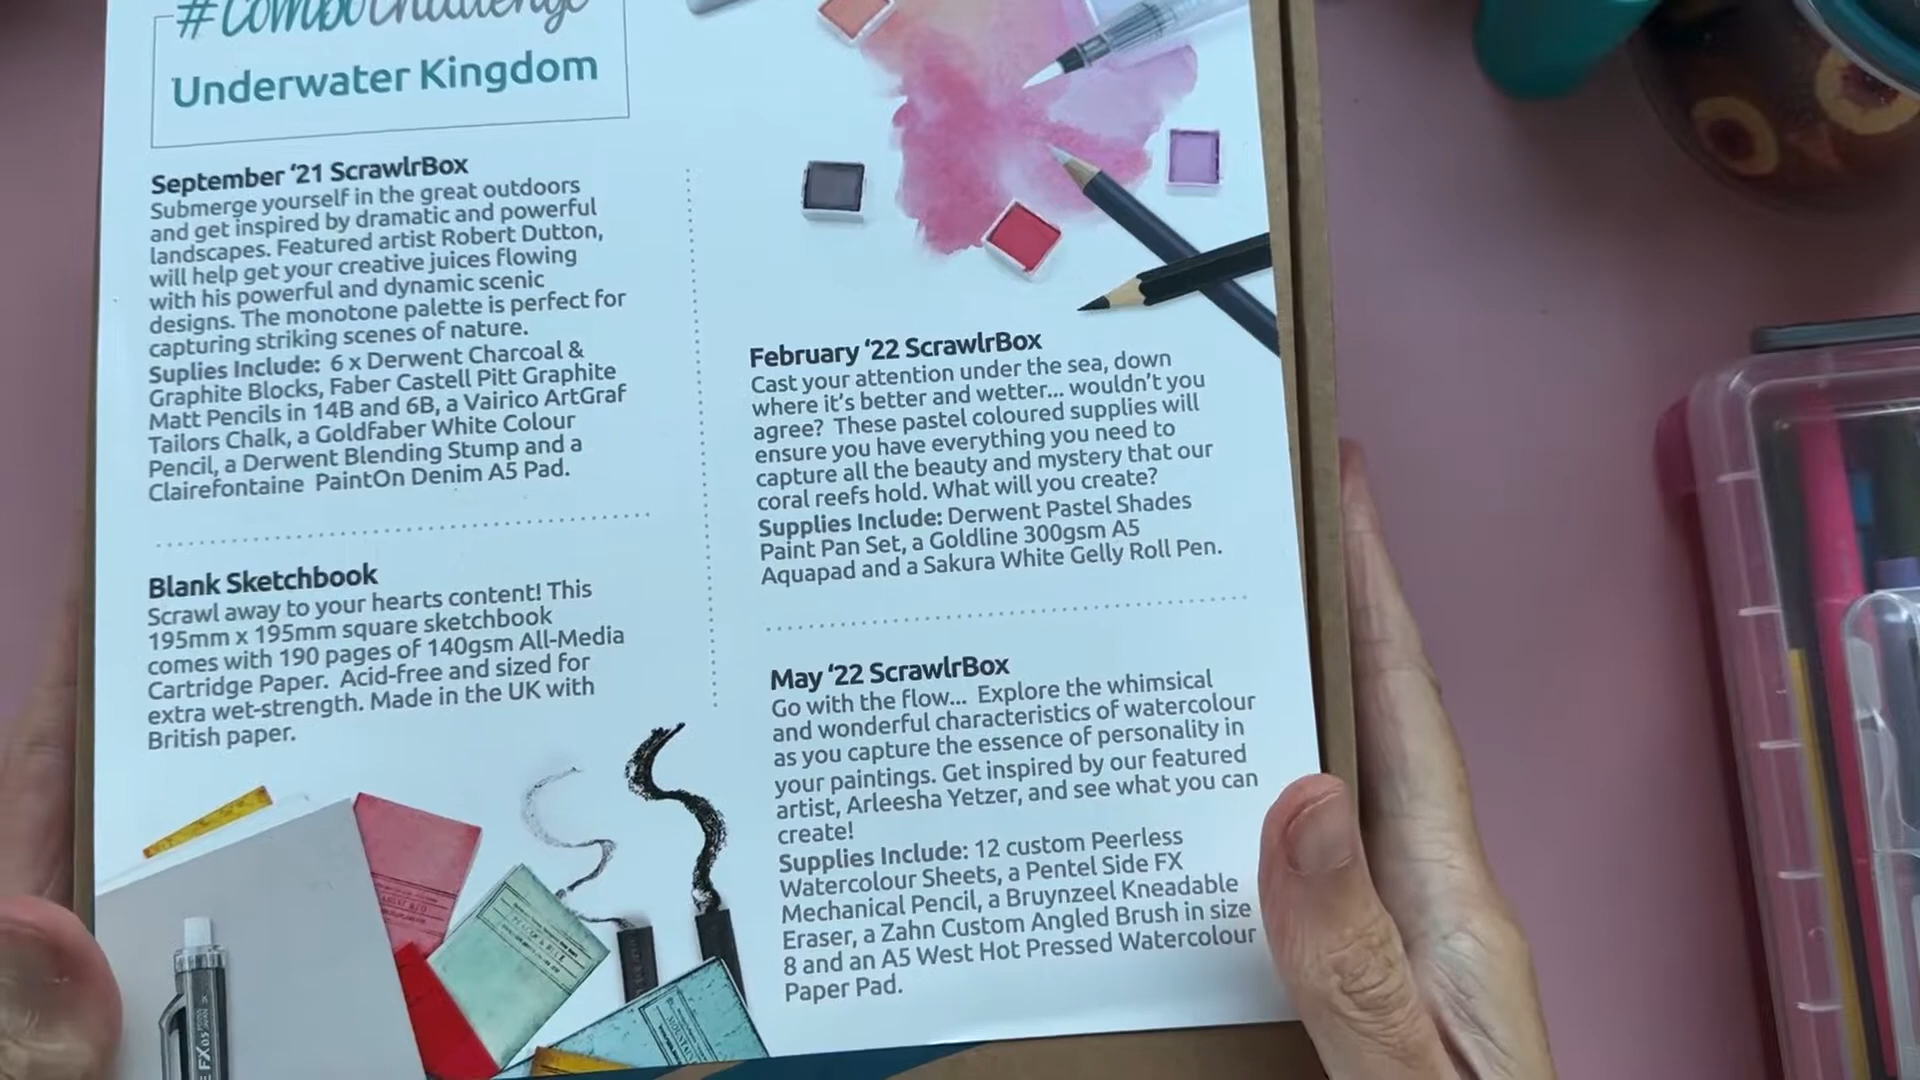 #ComboChallenge
Underwater Kingdom
September ‘21 ScrawlrBox
Submerge yourself in the great outdoors
and get inspired by dramatic and powerful
landscapes. Featured artist Robert Dutton,
will help get your creative juices flowing
with his powerful and dynamic scenic
designs. The monotone palette is perfect for
capturing striking scenes of nature.
Suplies Include: 6 x Derwent Charcoal &
Graphite Blocks, Faber Castell Pitt Graphite
Matt Pencils in 14B and 6B, a Vairico ArtGraf
Tailors Chalk, a Goldfaber White Colour
Pencil, a Derwent Blending Stump and a
Clairefontaine PaintOn Denim A5 Pad.
Blank Sketchbook
Scrawl away to your hearts content! This
195mm x 195mm square sketchbook
comes with 190 pages of 140gsm All-Media
Cartridge Paper. Acid-free and sized for
extra wet-strength. Made in the UK with
British paper.
February ‘22 ScrawlrBox
Cast your attention under the sea, down
where it’s better and wetter... wouldn’t you
agree? These pastel coloured supplies will
ensure you have everything you need to
capture all the beauty and mystery that our
coral reefs hold. What will you create?
Supplies Include: Derwent Pastel Shades
Paint Pan Set, a Goldline 300gsm A5
Aquapad and a Sakura White Gelly Roll Pen.
May ‘22 ScrawlrBox
Go with the flow... Explore the whimsical
and wonderful characteristics of watercolour
as you capture the essence of personality in
your paintings. Get inspired by our featured
artist, Arleesha Yetzer, and see what you can
create!
Supplies Include: 12 custom Peerless
Watercolour Sheets, a Pentel Side FX
Mechanical Pencil, a Bruynzeel Kneadable
Eraser, a Zahn Custom Angled Brush in size
8 and an A5 West Hot Pressed Watercolour
Paper Pad.